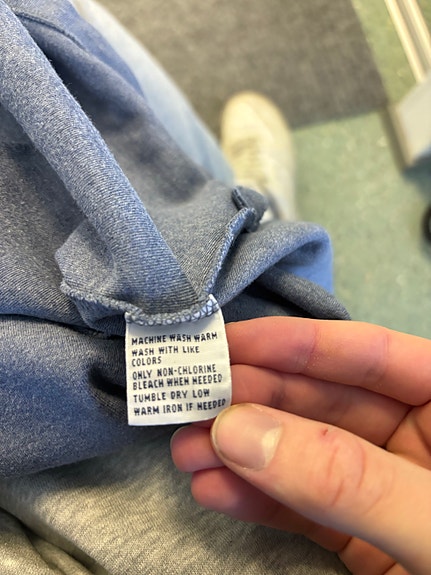 MACHINE WASH WARM
WASH WITH LIKE
COLORS
ONLY NON-CHLORINE
BLEACH WHEN NEEDED
TUMBLE DRY LOW
WARM IRON IF NEEDED